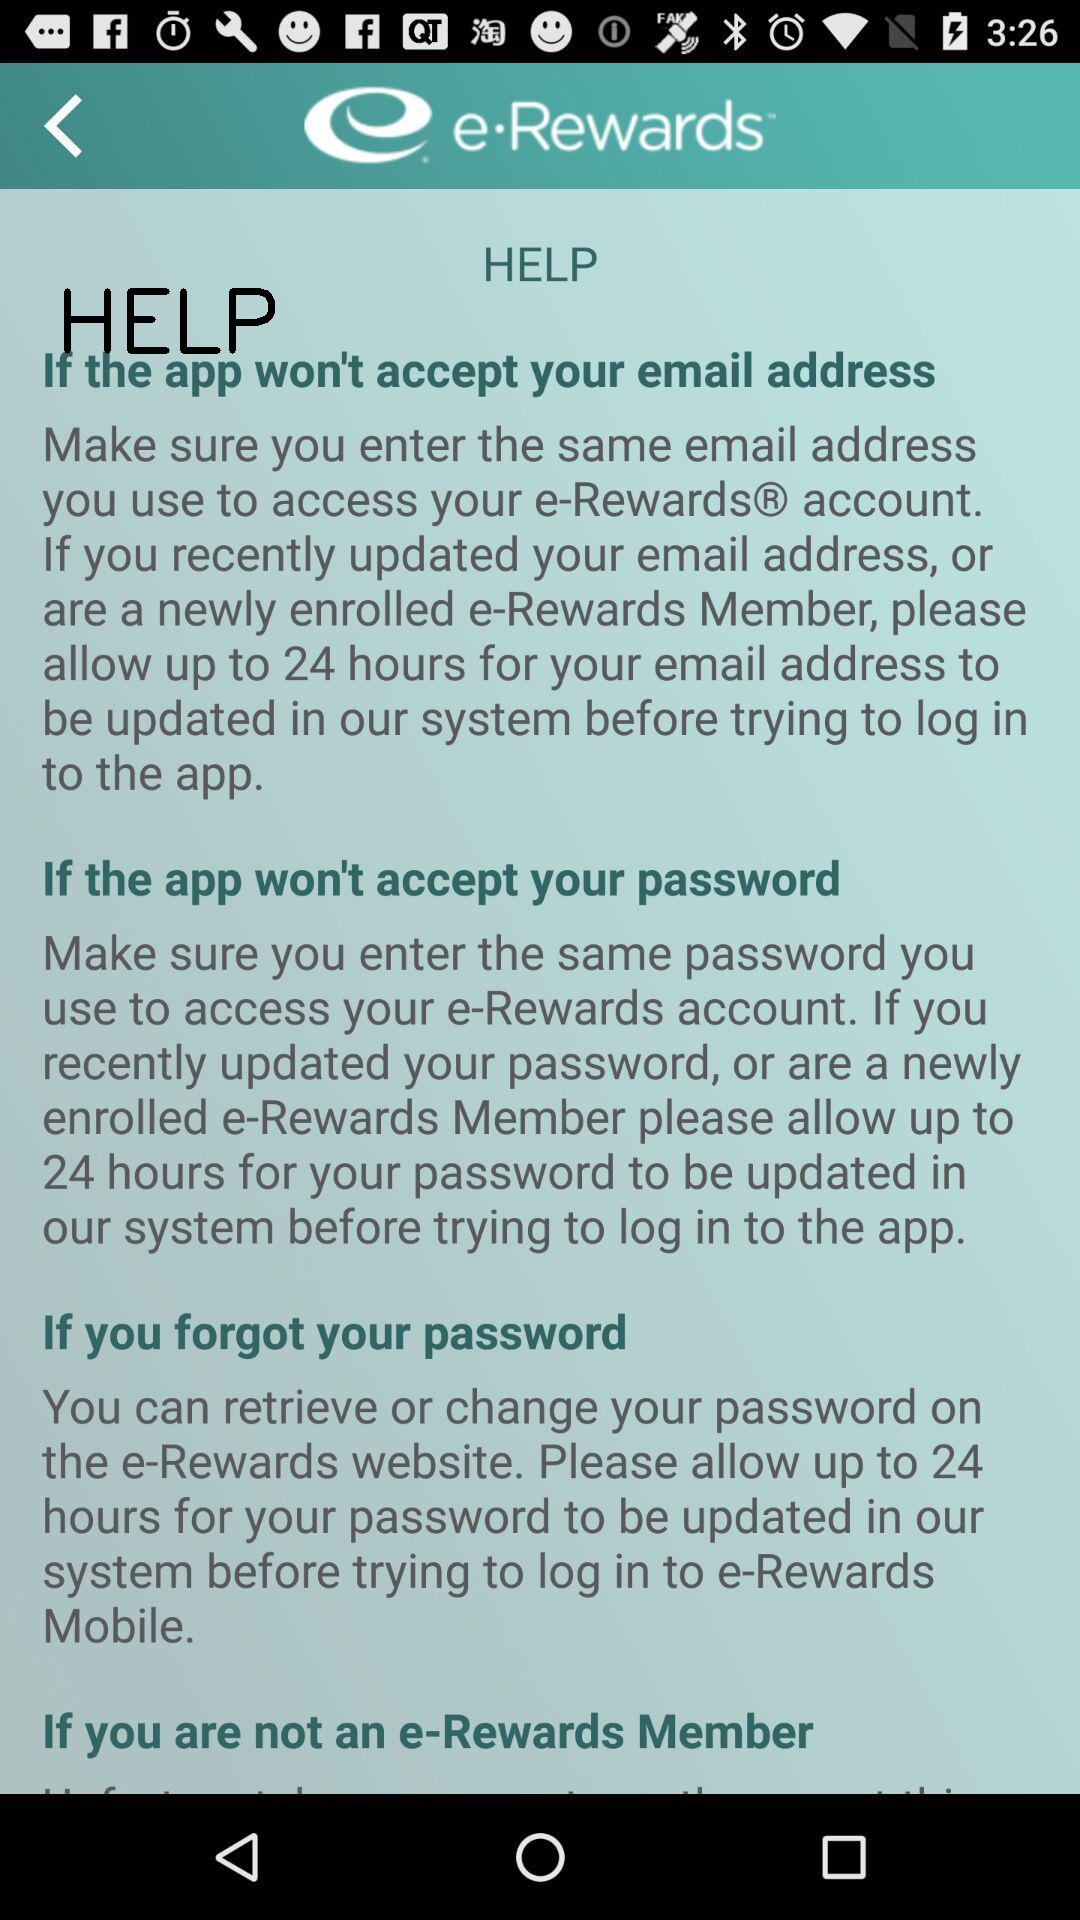 QT 淘 FAKE 3:26
e·Rewards™
HELP
HELP
If the app won't accept your email address
Make sure you enter the same email address
you use to access your e-Rewards® account.
If you recently updated your email address, or
are a newly enrolled e-Rewards Member, please
allow up to 24 hours for your email address to
be updated in our system before trying to log in
to the app.
If the app won't accept your password
Make sure you enter the same password you
use to access your e-Rewards account. If you
recently updated your password, or are a newly
enrolled e-Rewards Member please allow up to
24 hours for your password to be updated in
our system before trying to log in to the app.
If you forgot your password
You can retrieve or change your password on
the e-Rewards website. Please allow up to 24
hours for your password to be updated in our
system before trying to log in to e-Rewards
Mobile.
If you are not an e-Rewards Member